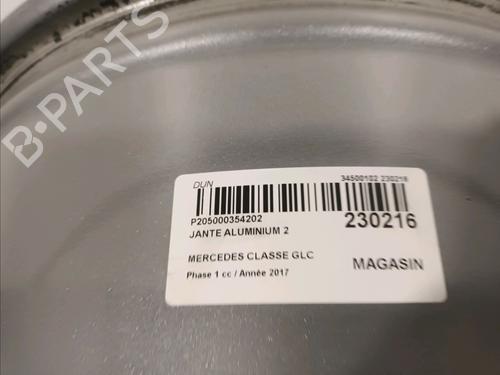 B-PARTS
DUN
34500102 230216
P205000354202
230216
JANTE ALUMINIUM 2
MERCEDES CLASSE GLC
MAGASIN
Phase 1 cc / Année 2017